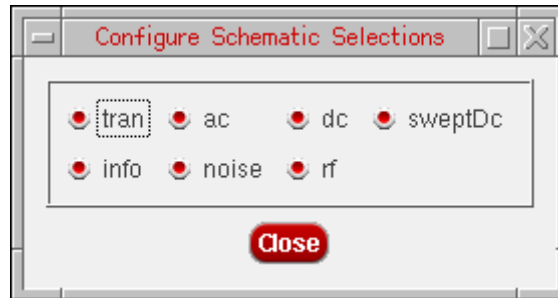 Configure Schematic Selections
tran ac dc sweptDc
info noise rf
Close